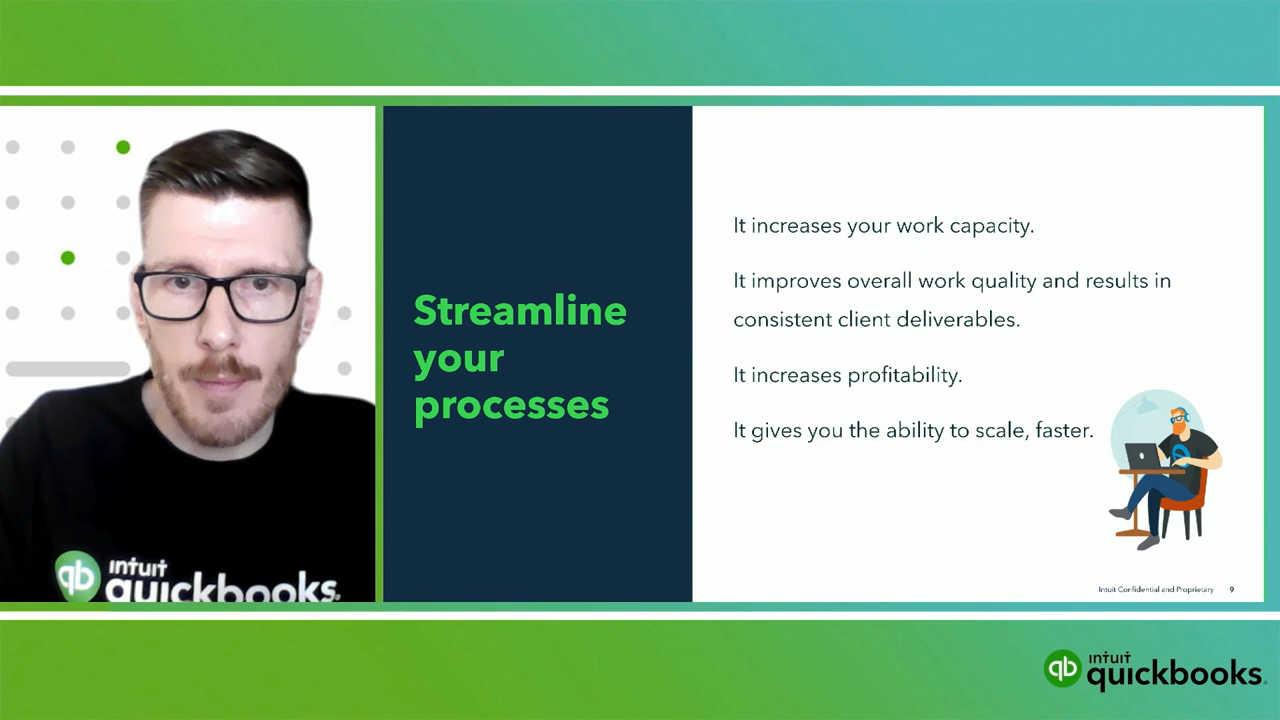 Streamline
your
processes
It increases your work capacity.
It improves overall work quality and results in
consistent client deliverables.
It increases profitability.
It gives you the ability to scale, faster.
Intuit Confidential and Proprietary 9
qb intuit
quickbooks.
qb intuit
quickbooks.